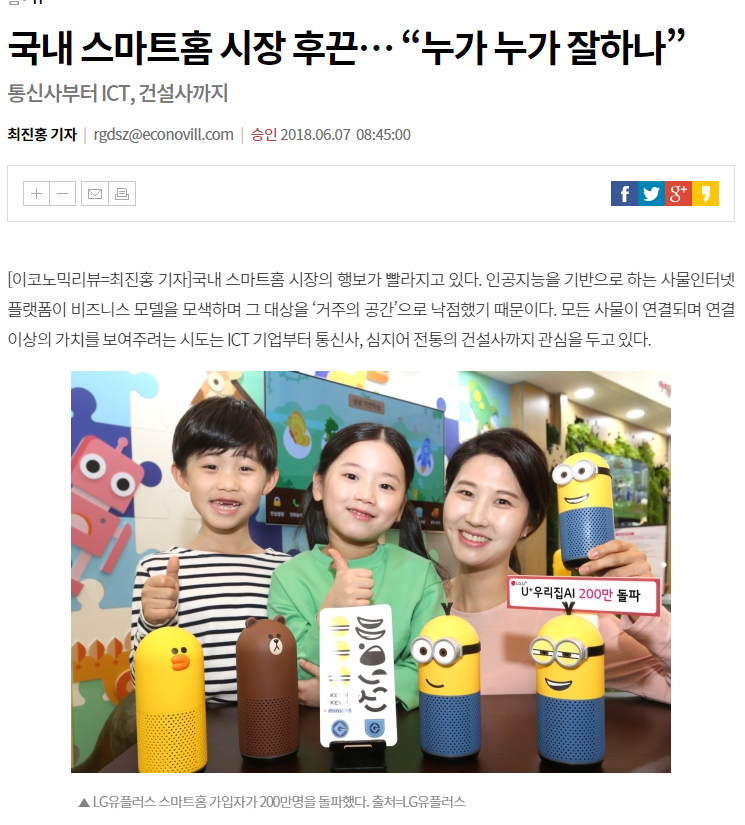 국내 스마트홈 시장 후끈… “누가 누가 잘하나”
통신사부터 ICT, 건설사까지
최진홍 기자 | rgdsz@econovill.com | 승인 2018.06.07 08:45:00
[이코노믹리뷰=최진홍 기자]국내 스마트홈 시장의 행보가 빨라지고 있다. 인공지능을 기반으로 하는 사물인터넷
플랫폼이 비즈니스 모델을 모색하며 그 대상을 ‘거주의 공간’으로 낙점했기 때문이다. 모든 사물이 연결되며 연결
이상의 가치를 보여주려는 시도는 ICT 기업부터 통신사, 심지어 전통의 건설사까지 관심을 두고 있다.
LG U+
U+우리집AI 200만 돌파
KEVIN
minions
▲ LG유플러스 스마트홈 가입자가 200만명을 돌파했다. 출처=LG유플러스